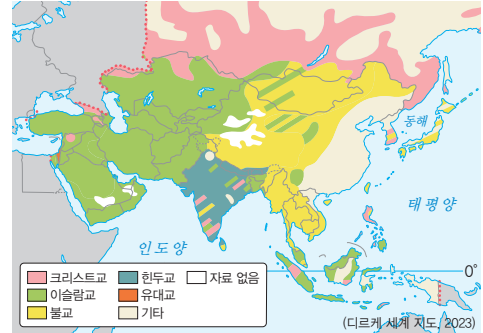 동해
태평양
인도양
0°
크리스트교 힌두교 자료 없음
이슬람교 유대교
불교 기타
(디르케 세계 지도, 2023)